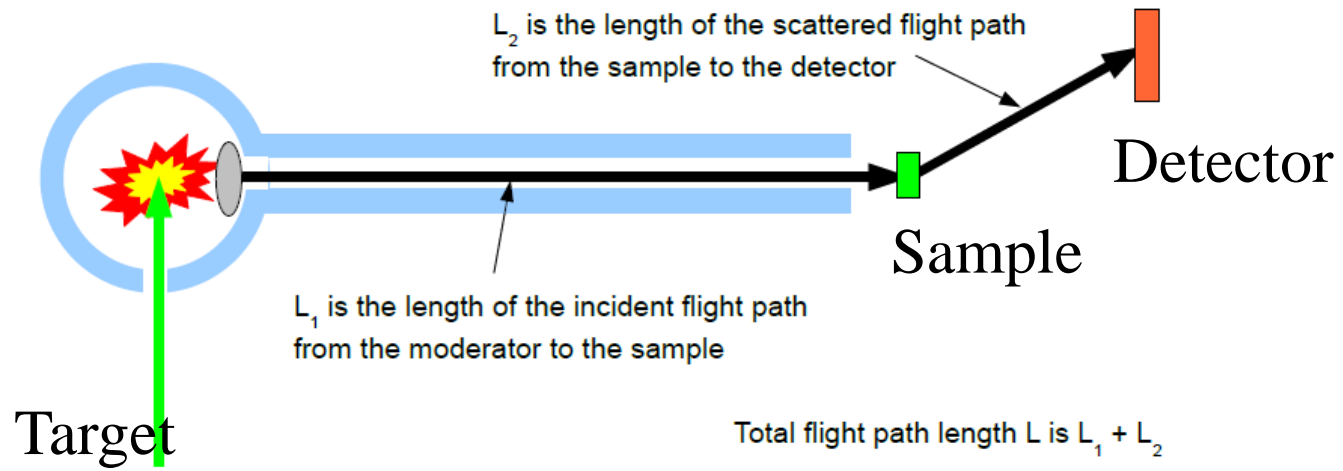 L₂ is the length of the scattered flight path
from the sample to the detector
Detector
Sample
L₁ is the length of the incident flight path
from the moderator to the sample
Target
Total flight path length L is L₁ + L₂